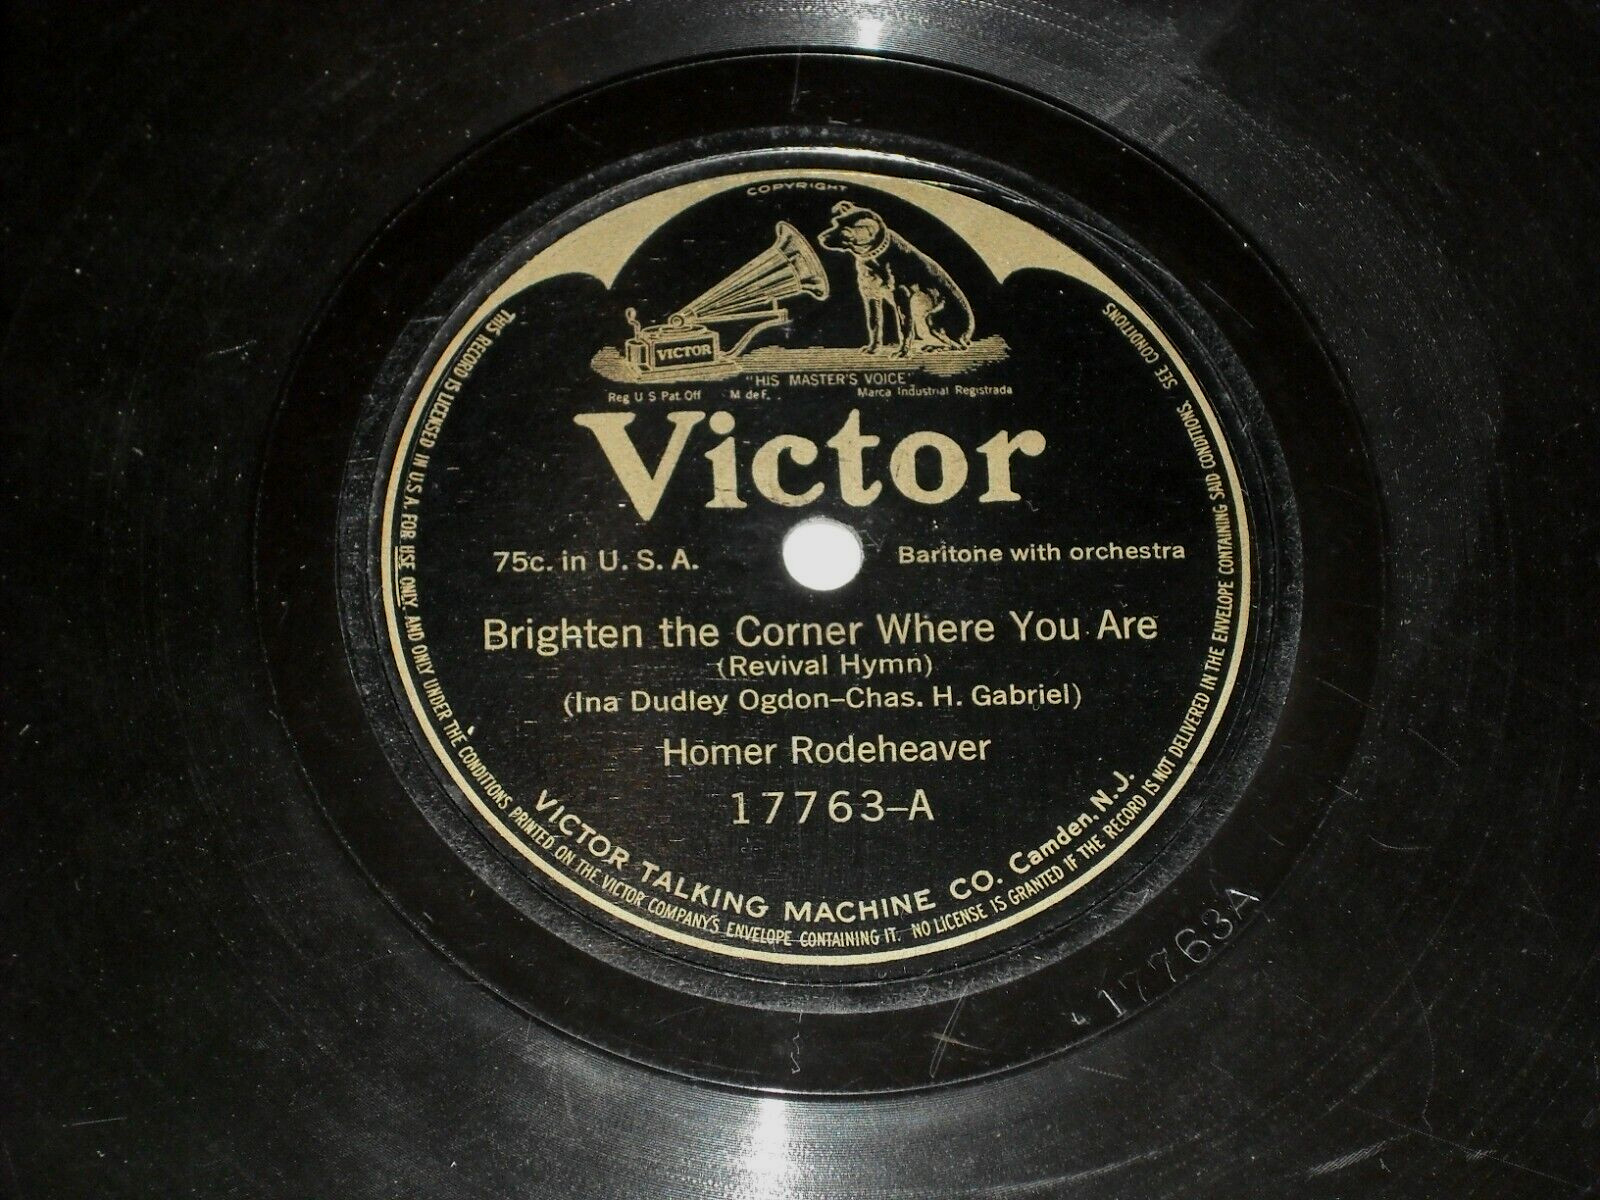 COPYRIGHT
VICTOR
"HIS MASTER'S VOICE"
Reg U S Pat. Off M de F. Marca Industrial Registrada
Victor
75c. in U. S. A.
Baritone with orchestra
Brighten the Corner Where You Are
(Revival Hymn)
(Ina Dudley Ogdon–Chas. H. Gabriel)
Homer Rodeheaver
17763–A
VICTOR TALKING MACHINE CO. Camden, N.J.
THIS RECORD IS LICENSED IN U.S.A. FOR USE ONLY, AND ONLY UNDER THE CONDITIONS PRINTED ON THE VICTOR COMPANY'S ENVELOPE CONTAINING IT. NO LICENSE IS GRANTED IF THE RECORD IS NOT DELIVERED IN THE ENVELOPE CONTAINING SAID CONDITIONS. SEE CONDITIONS
17763A